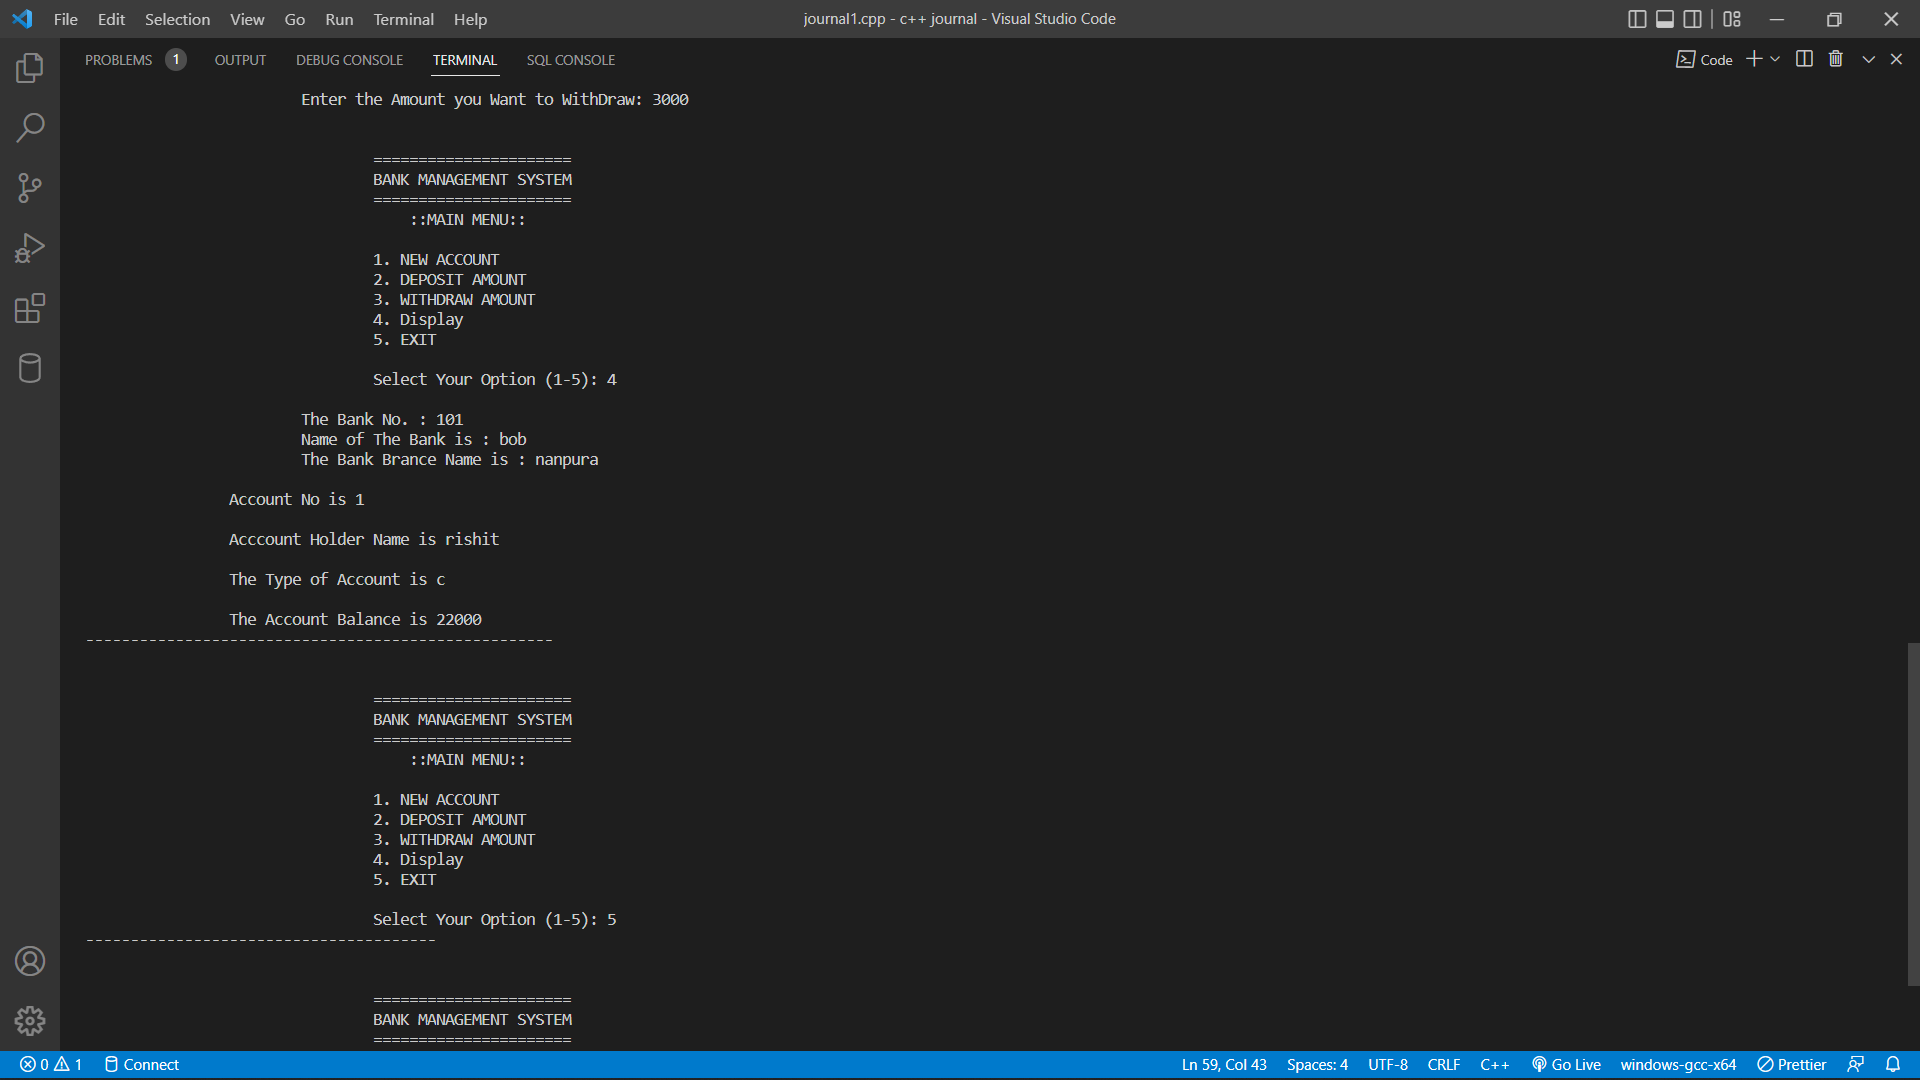 File Edit Selection View Go Run Terminal Help journal1.cpp - c++ journal - Visual Studio Code
PROBLEMS 1 OUTPUT DEBUG CONSOLE TERMINAL SQL CONSOLE Code
Enter the Amount you Want to WithDraw: 3000
======================
BANK MANAGEMENT SYSTEM
======================
::MAIN MENU::
1. NEW ACCOUNT
2. DEPOSIT AMOUNT
3. WITHDRAW AMOUNT
4. Display
5. EXIT
Select Your Option (1-5): 4
The Bank No. : 101
Name of The Bank is : bob
The Bank Brance Name is : nanpura
Account No is 1
Acccount Holder Name is rishit
The Type of Account is c
The Account Balance is 22000
----------------------------------------------------
======================
BANK MANAGEMENT SYSTEM
======================
::MAIN MENU::
1. NEW ACCOUNT
2. DEPOSIT AMOUNT
3. WITHDRAW AMOUNT
4. Display
5. EXIT
Select Your Option (1-5): 5
---------------------------------------
======================
BANK MANAGEMENT SYSTEM
======================
0 1 Connect Ln 59, Col 43 Spaces: 4 UTF-8 CRLF C++ Go Live windows-gcc-x64 Prettier